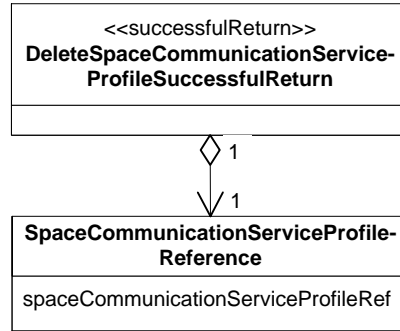 <<successfulReturn>>
DeleteSpaceCommunicationService-
ProfileSuccessfulReturn
1
1
SpaceCommunicationServiceProfile-
Reference
spaceCommunicationServiceProfileRef